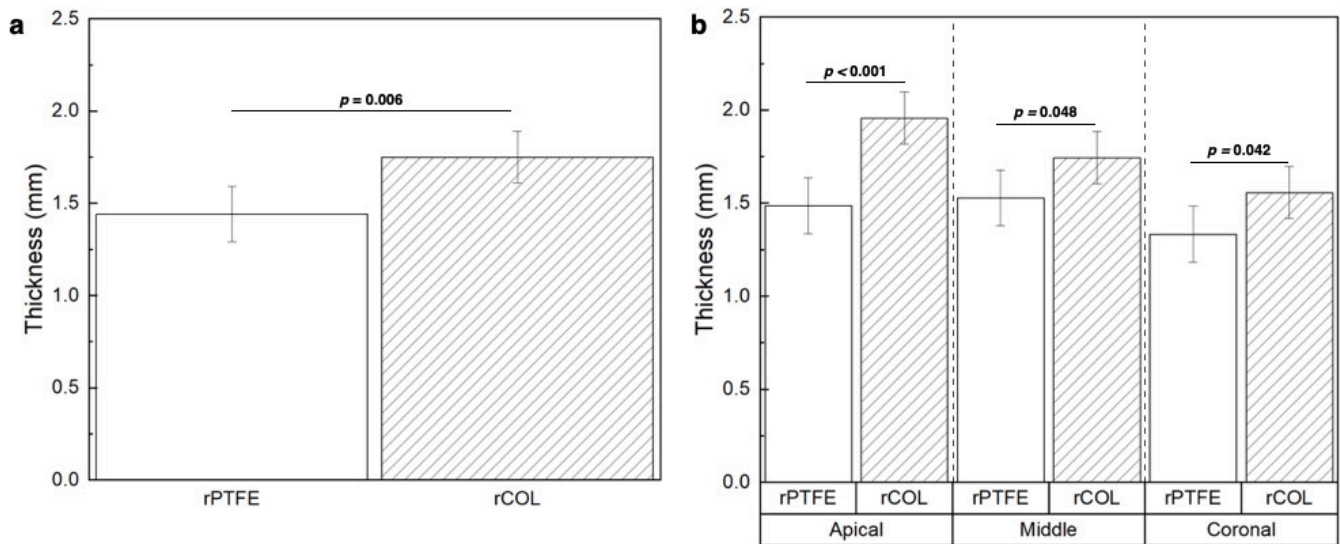 a
2.5
2.0
1.5
1.0
0.5
0.0
Thickness (mm)
p = 0.006
rPTFE rCOL
b
2.5
2.0
1.5
1.0
0.5
0.0
Thickness (mm)
p < 0.001
p = 0.048
p = 0.042
rPTFE rCOL rPTFE rCOL rPTFE rCOL
Apical Middle Coronal